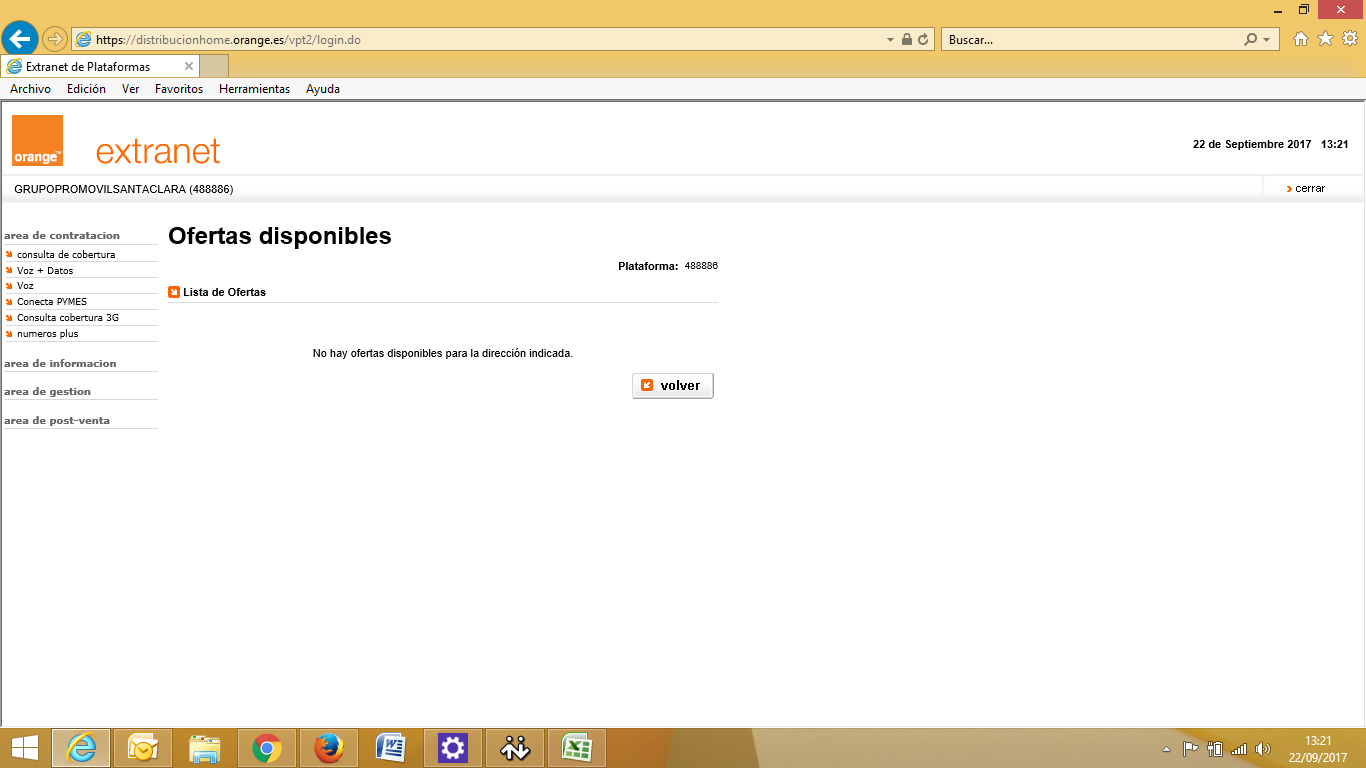 https://distribucionhome.orange.es/vpt2/login.do
Buscar...
Extranet de Plataformas
Archivo Edición Ver Favoritos Herramientas Ayuda
orange™
extranet
22 de Septiembre 2017 13:21
GRUPOPROMOVILSANTACLARA (488886)
cerrar
area de contratacion
consulta de cobertura
Voz + Datos
Voz
Conecta PYMES
Consulta cobertura 3G
numeros plus
area de informacion
area de gestion
area de post-venta
Ofertas disponibles
Plataforma: 488886
Lista de Ofertas
No hay ofertas disponibles para la dirección indicada.
volver
13:21
22/09/2017